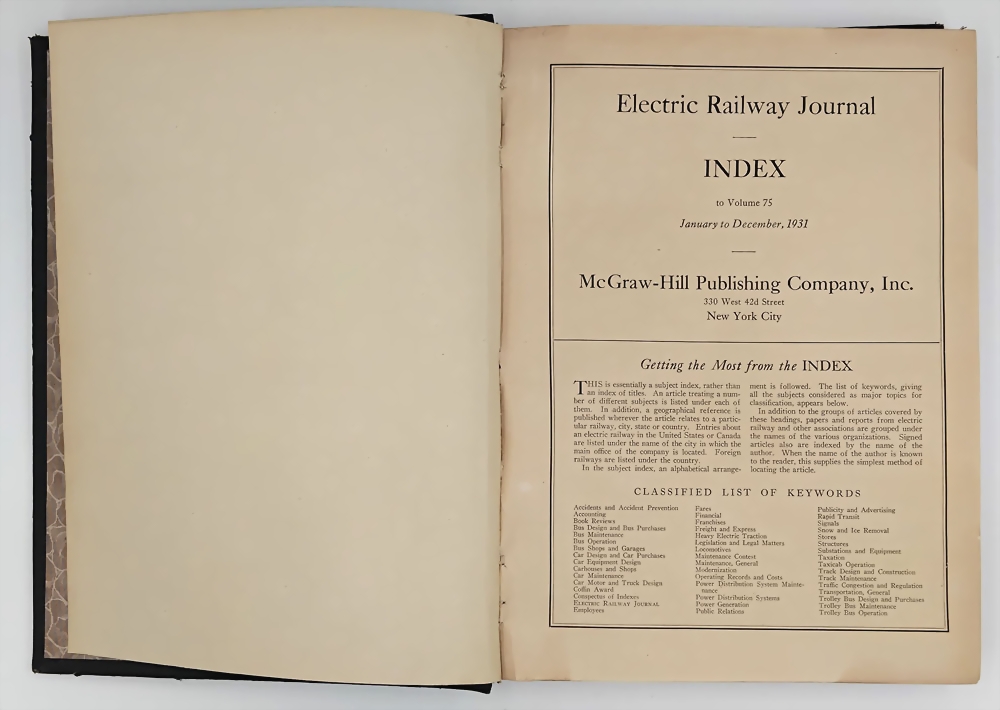 Electric Railway Journal
INDEX
to Volume 75
January to December, 1931
McGraw-Hill Publishing Company, Inc.
330 West 42d Street
New York City
Getting the Most from the INDEX
THIS is essentially a subject index, rather than
an index of titles. An article treating a num-
ber of different subjects is listed under each of
them. In addition, a geographical reference is
published wherever the article relates to a partic-
ular railway, city, state or country. Entries about
an electric railway in the United States or Canada
are listed under the name of the city in which the
main office of the company is located. Foreign
railways are listed under the country.
In the subject index, an alphabetical arrange-
ment is followed. The list of keywords, giving
all the subjects considered as major topics for
classification, appears below.
In addition to the groups of articles covered by
these headings, papers and reports from electric
railway and other associations are grouped under
the names of the various organizations. Signed
articles also are indexed by the name of the
author. When the name of the author is known
to the reader, this supplies the simplest method of
locating the article.
CLASSIFIED LIST OF KEYWORDS
Accidents and Accident Prevention
Accounting
Book Reviews
Bus Design and Bus Purchases
Bus Maintenance
Bus Operation
Bus Shops and Garages
Car Design and Car Purchases
Car Equipment Design
Carhouses and Shops
Car Maintenance
Car Motor and Truck Design
Coffin Award
Conspectus of Indexes
ELECTRIC RAILWAY JOURNAL
Employees
Fares
Financial
Franchises
Freight and Express
Heavy Electric Traction
Legislation and Legal Matters
Locomotives
Maintenance Contest
Maintenance, General
Modernization
Operating Records and Costs
Power Distribution System Mainte-
nance
Power Distribution Systems
Power Generation
Public Relations
Publicity and Advertising
Rapid Transit
Signals
Snow and Ice Removal
Stores
Structures
Substations and Equipment
Taxation
Taxicab Operation
Track Design and Construction
Track Maintenance
Traffic Congestion and Regulation
Transportation, General
Trolley Bus Design and Purchases
Trolley Bus Maintenance
Trolley Bus Operation